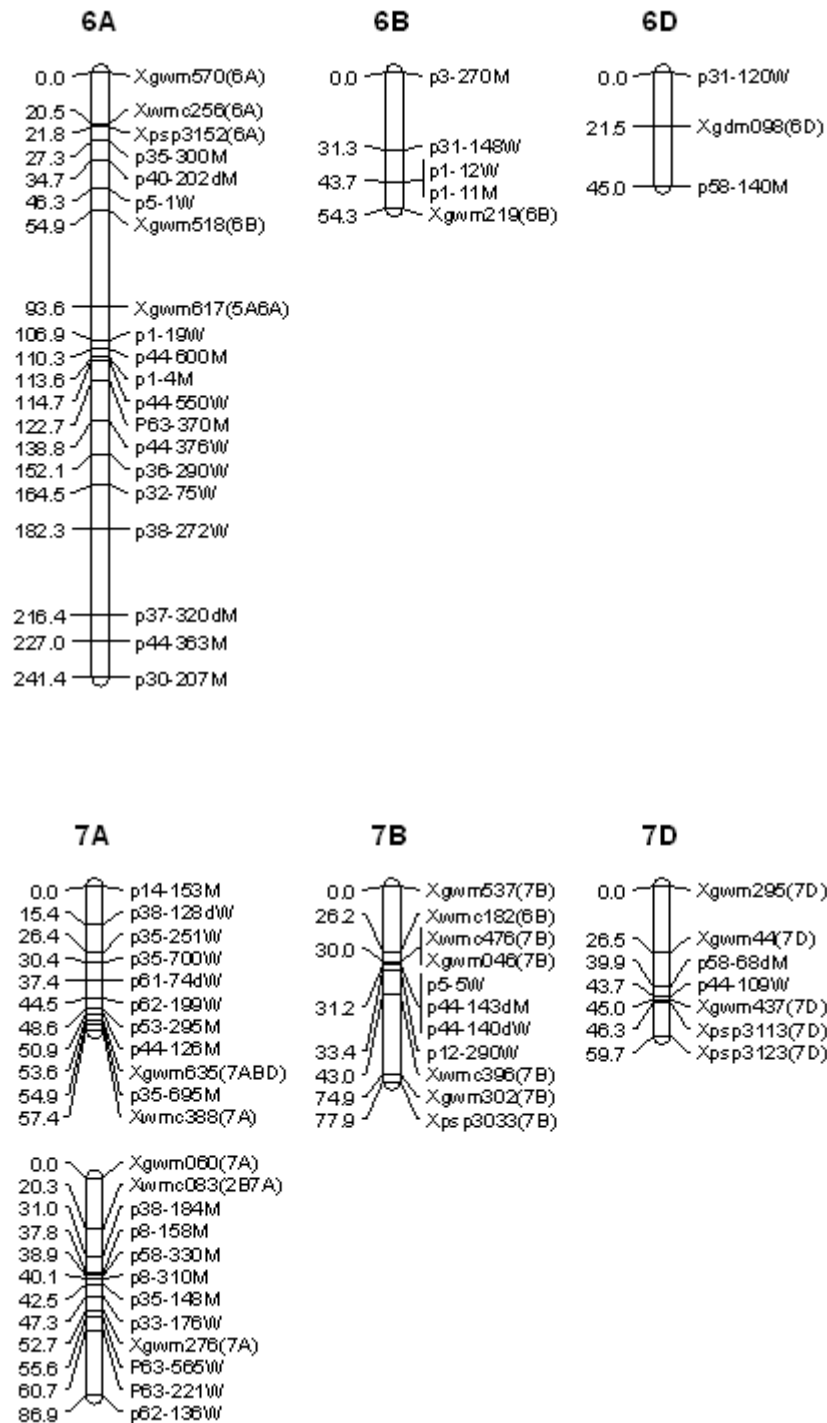 6A
0.0 Xgwm570(6A)
20.5 Xwmc256(6A)
21.8 Xpsp3152(6A)
27.3 p35-300M
34.7 p40-202dM
46.3 p5-1W
54.9 Xgwm518(6B)
93.6 Xgwm617(5A6A)
106.9 p1-19W
110.3 p44-600M
113.6 p1-4M
114.7 p44-550W
122.7 P63-370M
138.8 p44-376W
152.1 p36-290W
164.5 p32-75W
182.3 p38-272W
216.4 p37-320dM
227.0 p44-363M
241.4 p30-207M
6B
0.0 p3-270M
31.3 p31-148W
p1-12W
43.7
p1-11M
54.3 Xgwm219(6B)
6D
0.0 p31-120W
21.5 Xgdm098(6D)
45.0 p58-140M
7A
0.0 p14-153M
15.4 p38-128dW
26.4 p35-251W
30.4 p35-700W
37.4 p61-74dW
44.5 p62-199W
48.6 p53-295M
50.9 p44-126M
53.6 Xgwm635(7ABD)
54.9 p35-695M
57.4 Xwmc388(7A)
0.0 Xgwm060(7A)
20.3 Xwmc083(2B7A)
31.0 p38-184M
37.8 p8-158M
38.9 p58-330M
40.1 p8-310M
42.5 p35-148M
47.3 p33-176W
52.7 Xgwm276(7A)
55.6 P63-565W
60.7 P63-221W
86.9 p62-136W
7B
0.0 Xgwm537(7B)
26.2 Xwmc182(6B)
Xwmc476(7B)
30.0
Xgwm046(7B)
p5-5W
31.2 p44-143dM
p44-140dW
33.4 p12-290W
43.0 Xwmc396(7B)
74.9 Xgwm302(7B)
77.9 Xpsp3033(7B)
7D
0.0 Xgwm295(7D)
26.5 Xgwm44(7D)
39.9 p58-68dM
43.7 p44-109W
45.0 Xgwm437(7D)
46.3 Xpsp3113(7D)
59.7 Xpsp3123(7D)